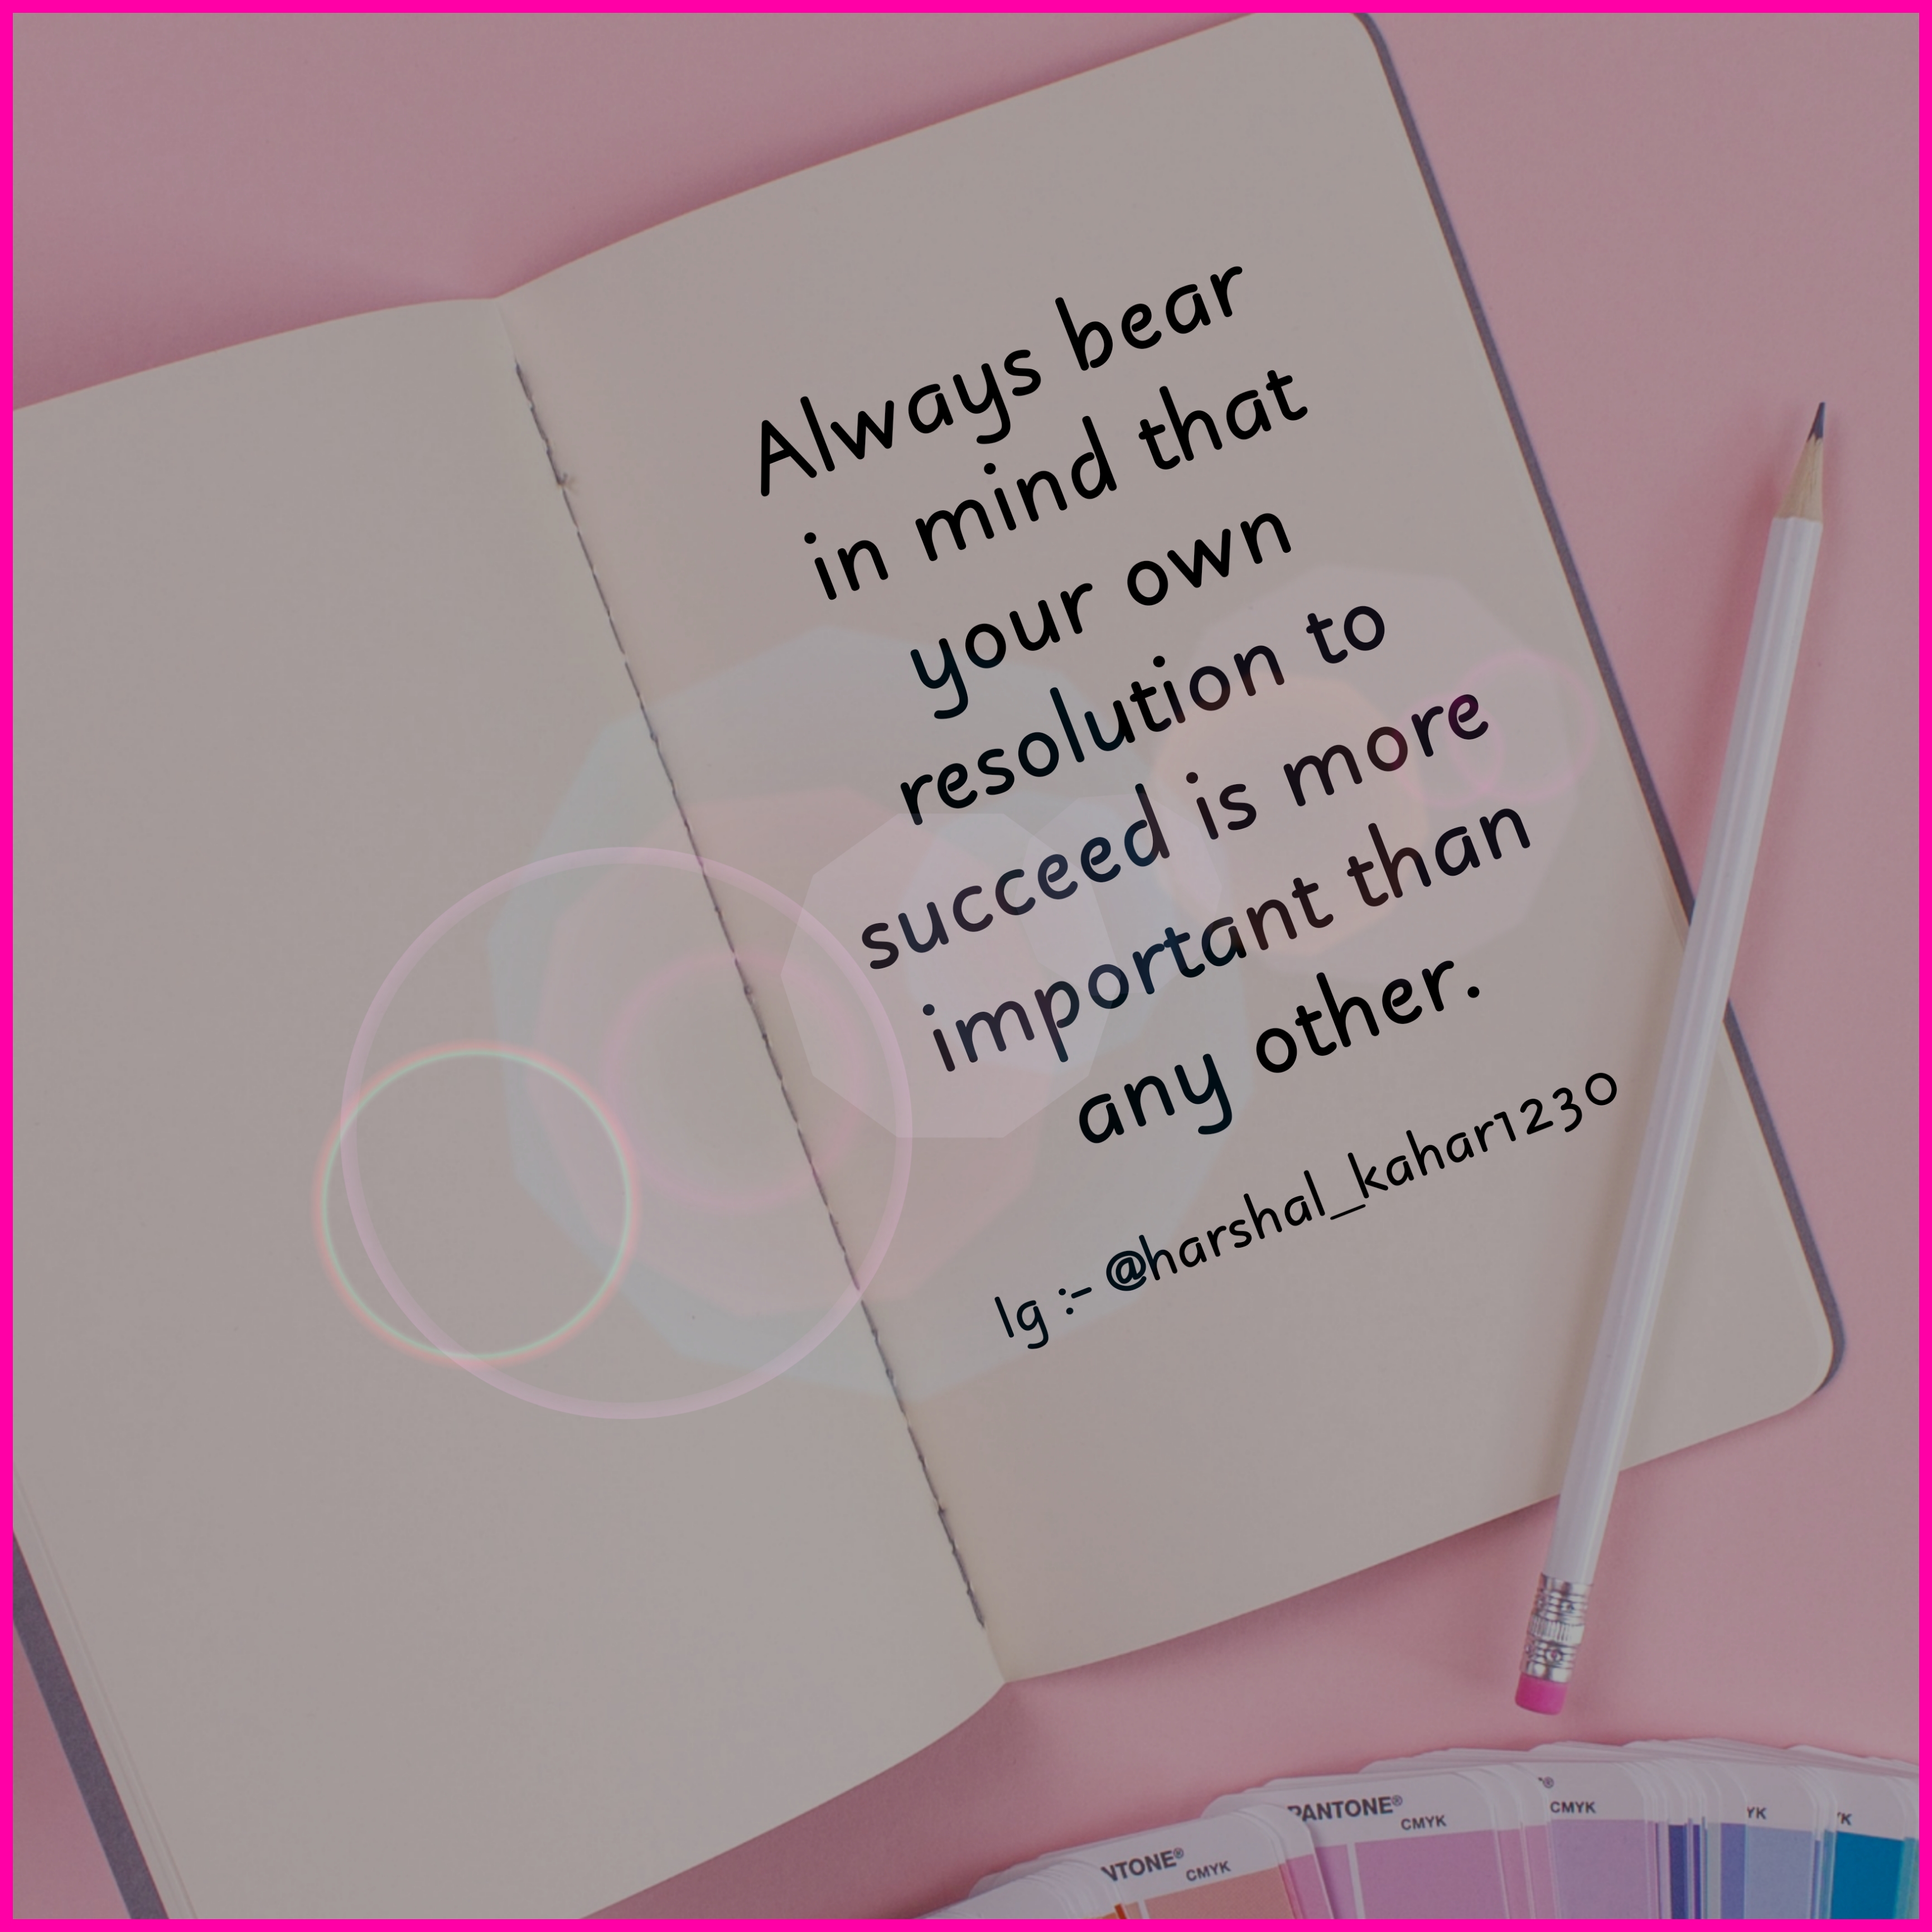 Always bear
in mind that
your own
resolution to
succeed is more
important than
any other.
Ig :- @harshal_kahar1230
PANTONE®
CMYK
CMYK
YK
NTONE®
CMYK